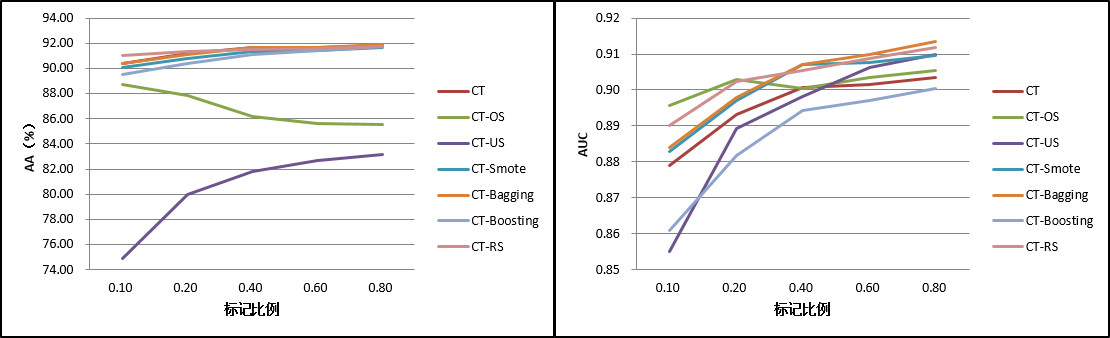 94.00
92.00
90.00
88.00
86.00
84.00
82.00
80.00
78.00
76.00
74.00
AA（%）
0.10 0.20 0.40 0.60 0.80
标记比例
CT
CT-OS
CT-US
CT-Smote
CT-Bagging
CT-Boosting
CT-RS
0.92
0.91
0.90
0.89
0.88
0.87
0.86
0.85
AUC
0.10 0.20 0.40 0.60 0.80
标记比例
CT
CT-OS
CT-US
CT-Smote
CT-Bagging
CT-Boosting
CT-RS